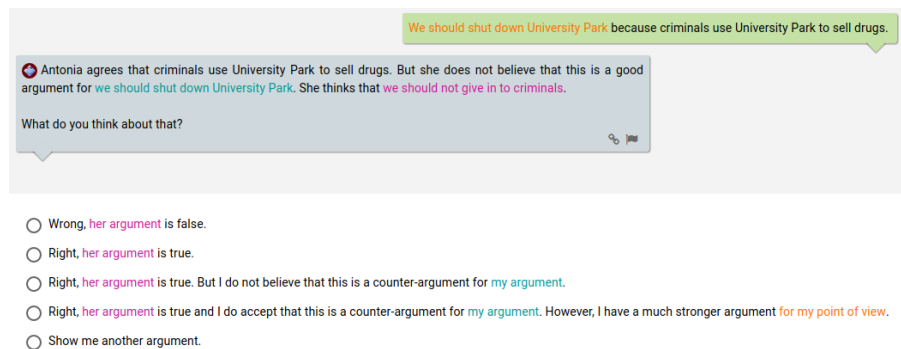 We should shut down University Park because criminals use University Park to sell drugs.
Antonia agrees that criminals use University Park to sell drugs. But she does not believe that this is a good
argument for we should shut down University Park. She thinks that we should not give in to criminals.
What do you think about that?
Wrong, her argument is false.
Right, her argument is true.
Right, her argument is true. But I do not believe that this is a counter-argument for my argument.
Right, her argument is true and I do accept that this is a counter-argument for my argument. However, I have a much stronger argument for my point of view.
Show me another argument.